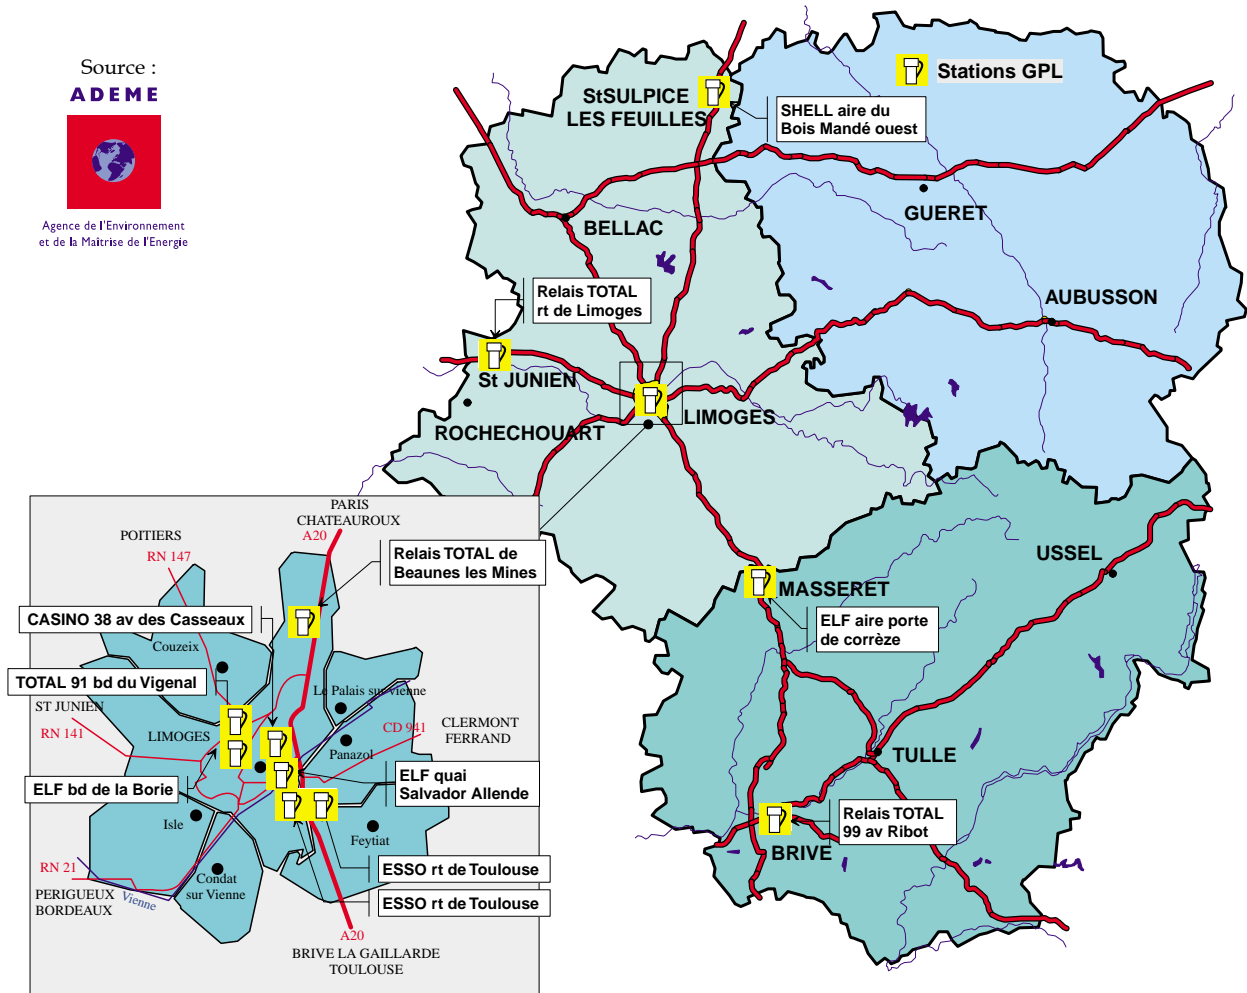 Source :
ADEME
Agence de l'Environnement
et de la Maîtrise de l'Energie
Stations GPL
StSULPICE
LES FEUILLES
SHELL aire du
Bois Mandé ouest
GUERET
BELLAC
Relais TOTAL
rt de Limoges
AUBUSSON
St JUNIEN
LIMOGES
ROCHECHOUART
USSEL
MASSERET
ELF aire porte
de corrèze
TULLE
Relais TOTAL
99 av Ribot
BRIVE
PARIS
CHATEAUROUX
A20
POITIERS
RN 147
Relais TOTAL de
Beaunes les Mines
CASINO 38 av des Casseaux
Couzeix
TOTAL 91 bd du Vigenal
Le Palais sur vienne
ST JUNIEN
RN 141
LIMOGES
CD 941
CLERMONT
FERRAND
Panazol
ELF bd de la Borie
ELF quai
Salvador Allende
Isle
Feytiat
RN 21
Condat
sur Vienne
ESSO rt de Toulouse
PERIGUEUX
BORDEAUX
Vienne
ESSO rt de Toulouse
A20
BRIVE LA GAILLARDE
TOULOUSE